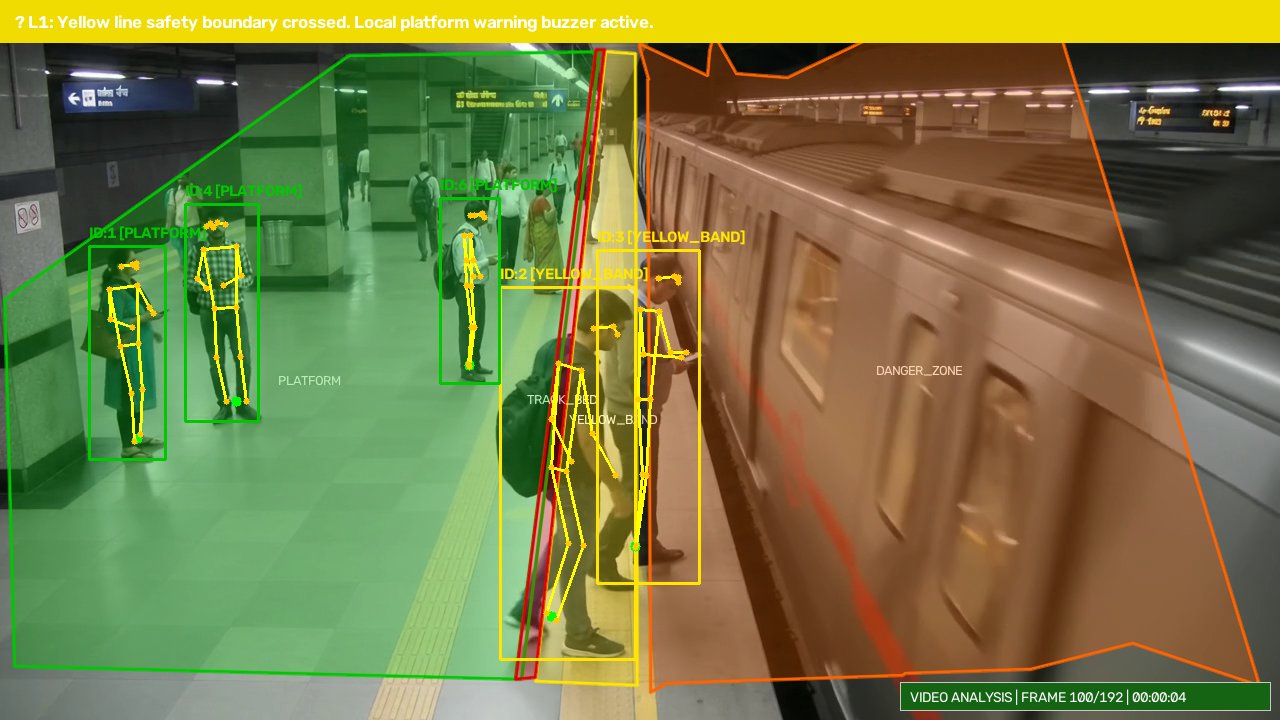 ? L1: Yellow line safety boundary crossed. Local platform warning buzzer active.
ID:4 [PLATFORM]
ID:6 [PLATFORM]
ID:1 [PLATFORM]
ID:3 [YELLOW_BAND]
ID:2 [YELLOW_BAND]
PLATFORM
DANGER_ZONE
TRACK_BED
YELLOW_BAND
VIDEO ANALYSIS | FRAME 100/192 | 00:00:04